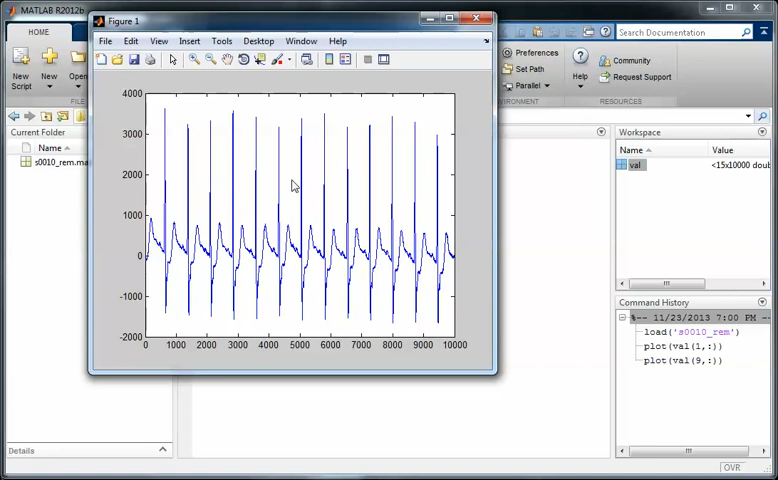 MATLAB R2012b
Figure 1
HOME
Search Documentation
File Edit View Insert Tools Desktop Window Help
New Script
New
Open
Preferences
Set Path
Parallel
Help
Community
Request Support
RESOURCES
Current Folder
Name
s0010_rem.ma
Details
4000
3000
2000
1000
0
-1000
-2000
0 1000 2000 3000 4000 5000 6000 7000 8000 9000 10000
Workspace
Name Value
val <15x10000 doub
Command History
%-- 11/23/2013 7:00 PM --
load('s0010_rem')
plot(val(1,:))
plot(val(9,:))
OVR